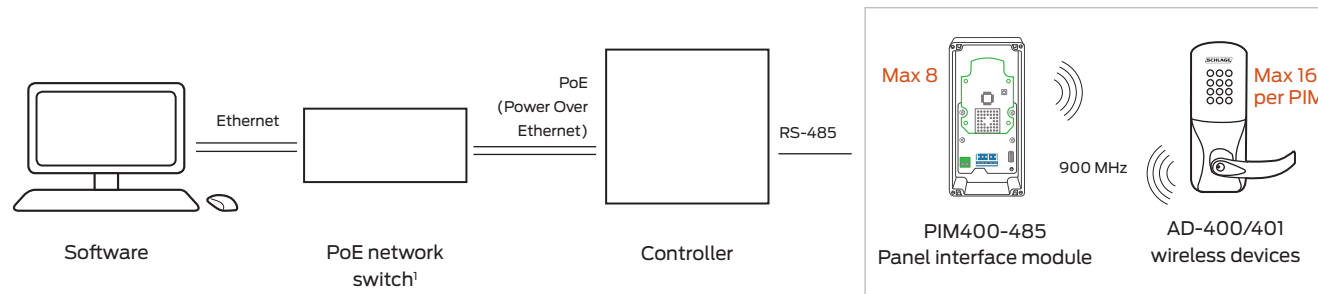 Software
Ethernet
PoE network
switch¹
PoE
(Power Over
Ethernet)
Controller
RS-485
Max 8
PIM400-485
Panel interface module
900 MHz
SCHLAGE
Max 16
per PIM
AD-400/401
wireless devices